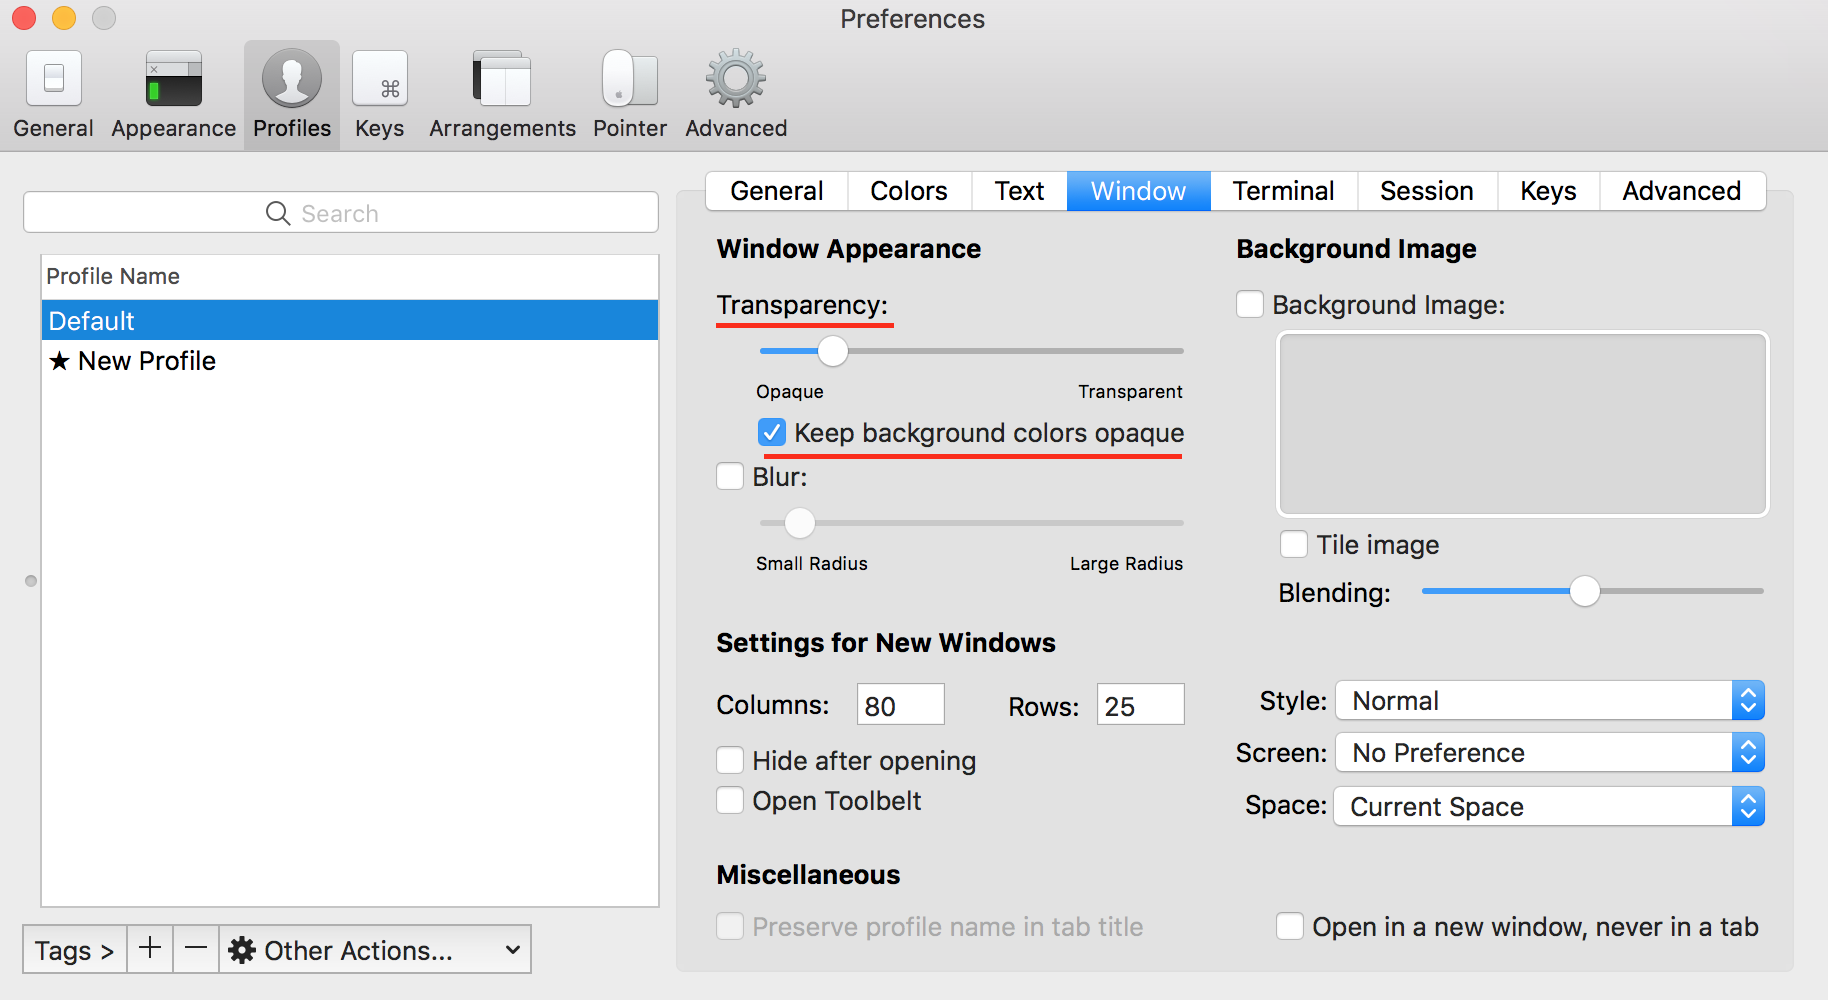 Preferences
General Appearance Profiles Keys Arrangements Pointer Advanced
Search
Profile Name
Default
★ New Profile
Tags > + − Other Actions...
General Colors Text Window Terminal Session Keys Advanced
Window Appearance
Transparency:
Opaque Transparent
Keep background colors opaque
Blur:
Small Radius Large Radius
Background Image
Background Image:
Tile image
Blending:
Settings for New Windows
Columns: 80 Rows: 25
Hide after opening
Open Toolbelt
Style: Normal
Screen: No Preference
Space: Current Space
Miscellaneous
Preserve profile name in tab title
Open in a new window, never in a tab